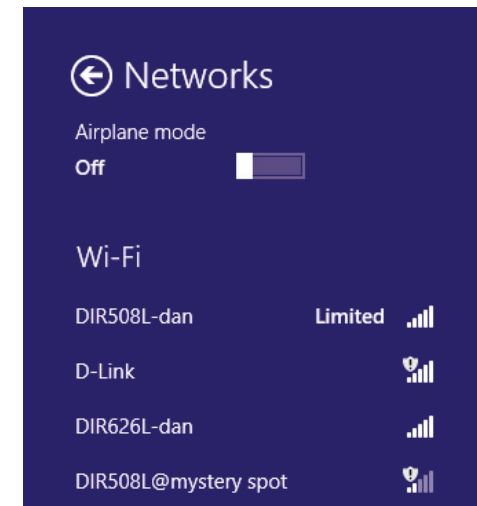 Networks
Airplane mode
Off
Wi-Fi
DIR508L-dan Limited
D-Link
DIR626L-dan
DIR508L@mystery spot